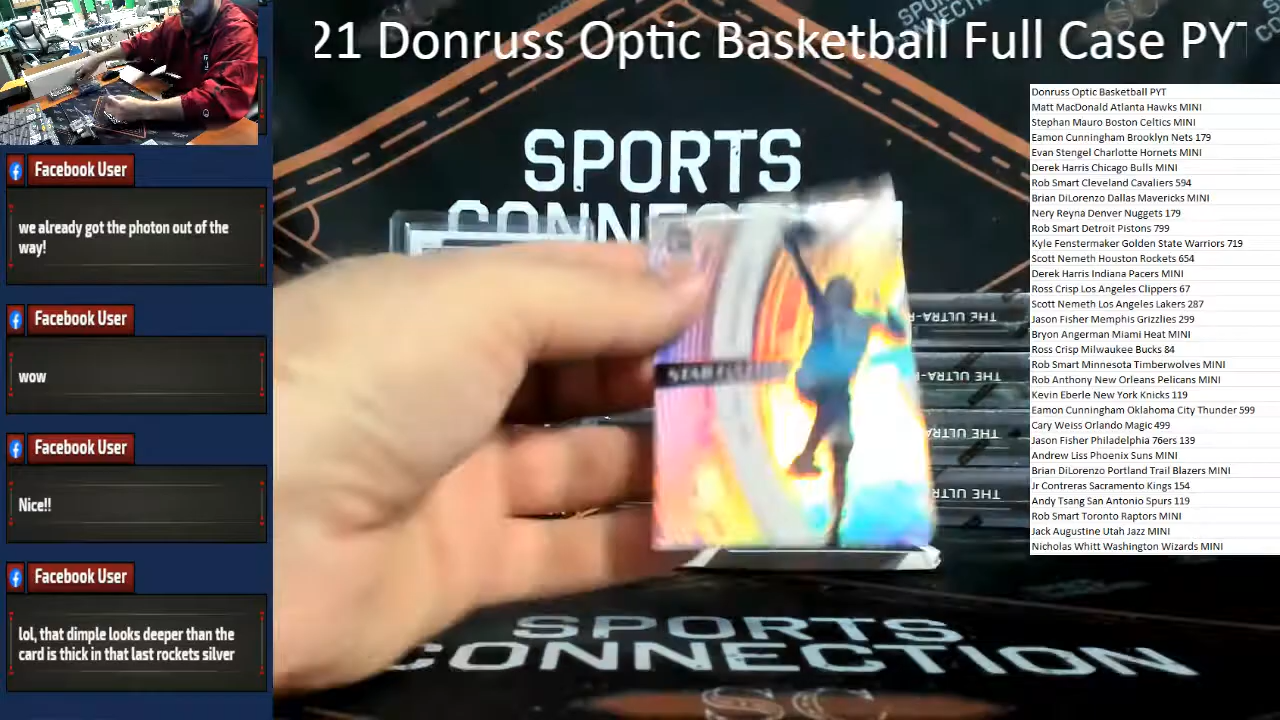 21 Donruss Optic Basketball Full Case PYT
Facebook User
we already got the photon out of the
way!
Facebook User
wow
Facebook User
Nice!!
Facebook User
lol, that dimple looks deeper than the
card is thick in that last rockets silver
SPORTS
CONNECTION
THE ULTRA-
THE ULTRA-
THE ULTRA-
THE ULTRA-
SPORTS
CONNECTION
SC
Donruss Optic Basketball PYT
Matt MacDonald Atlanta Hawks MINI
Stephan Mauro Boston Celtics MINI
Eamon Cunningham Brooklyn Nets 179
Evan Stengel Charlotte Hornets MINI
Derek Harris Chicago Bulls MINI
Rob Smart Cleveland Cavaliers 594
Brian DiLorenzo Dallas Mavericks MINI
Nery Reyna Denver Nuggets 179
Rob Smart Detroit Pistons 799
Kyle Fenstermaker Golden State Warriors 719
Scott Nemeth Houston Rockets 654
Derek Harris Indiana Pacers MINI
Ross Crisp Los Angeles Clippers 67
Scott Nemeth Los Angeles Lakers 287
Jason Fisher Memphis Grizzlies 299
Bryon Angerman Miami Heat MINI
Ross Crisp Milwaukee Bucks 84
Rob Smart Minnesota Timberwolves MINI
Rob Anthony New Orleans Pelicans MINI
Kevin Eberle New York Knicks 119
Eamon Cunningham Oklahoma City Thunder 599
Cary Weiss Orlando Magic 499
Jason Fisher Philadelphia 76ers 139
Andrew Liss Phoenix Suns MINI
Brian DiLorenzo Portland Trail Blazers MINI
Jr Contreras Sacramento Kings 154
Andy Tsang San Antonio Spurs 119
Rob Smart Toronto Raptors MINI
Jack Augustine Utah Jazz MINI
Nicholas Whitt Washington Wizards MINI